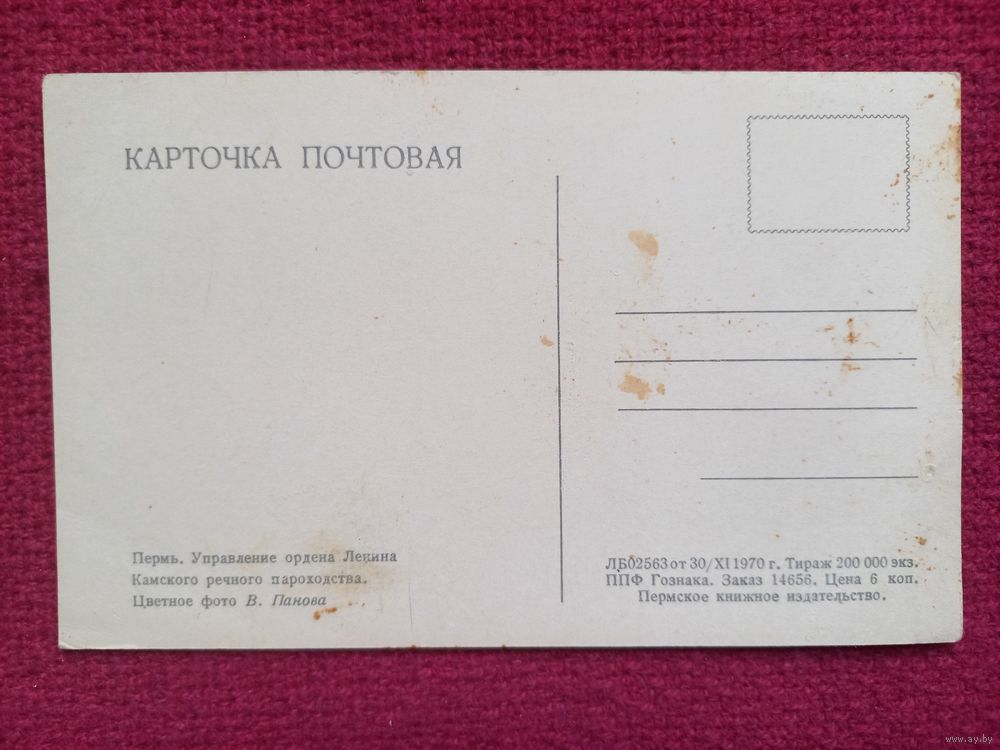 КАРТОЧКА ПОЧТОВАЯ
Пермь. Управление ордена Ленина
Камского речного пароходства.
Цветное фото В. Панова
ЛБ02563 от 30/XI 1970 г. Тираж 200 000 экз.
ППФ Гознака. Заказ 14656. Цена 6 коп.
Пермское книжное издательство.
www.ay.by